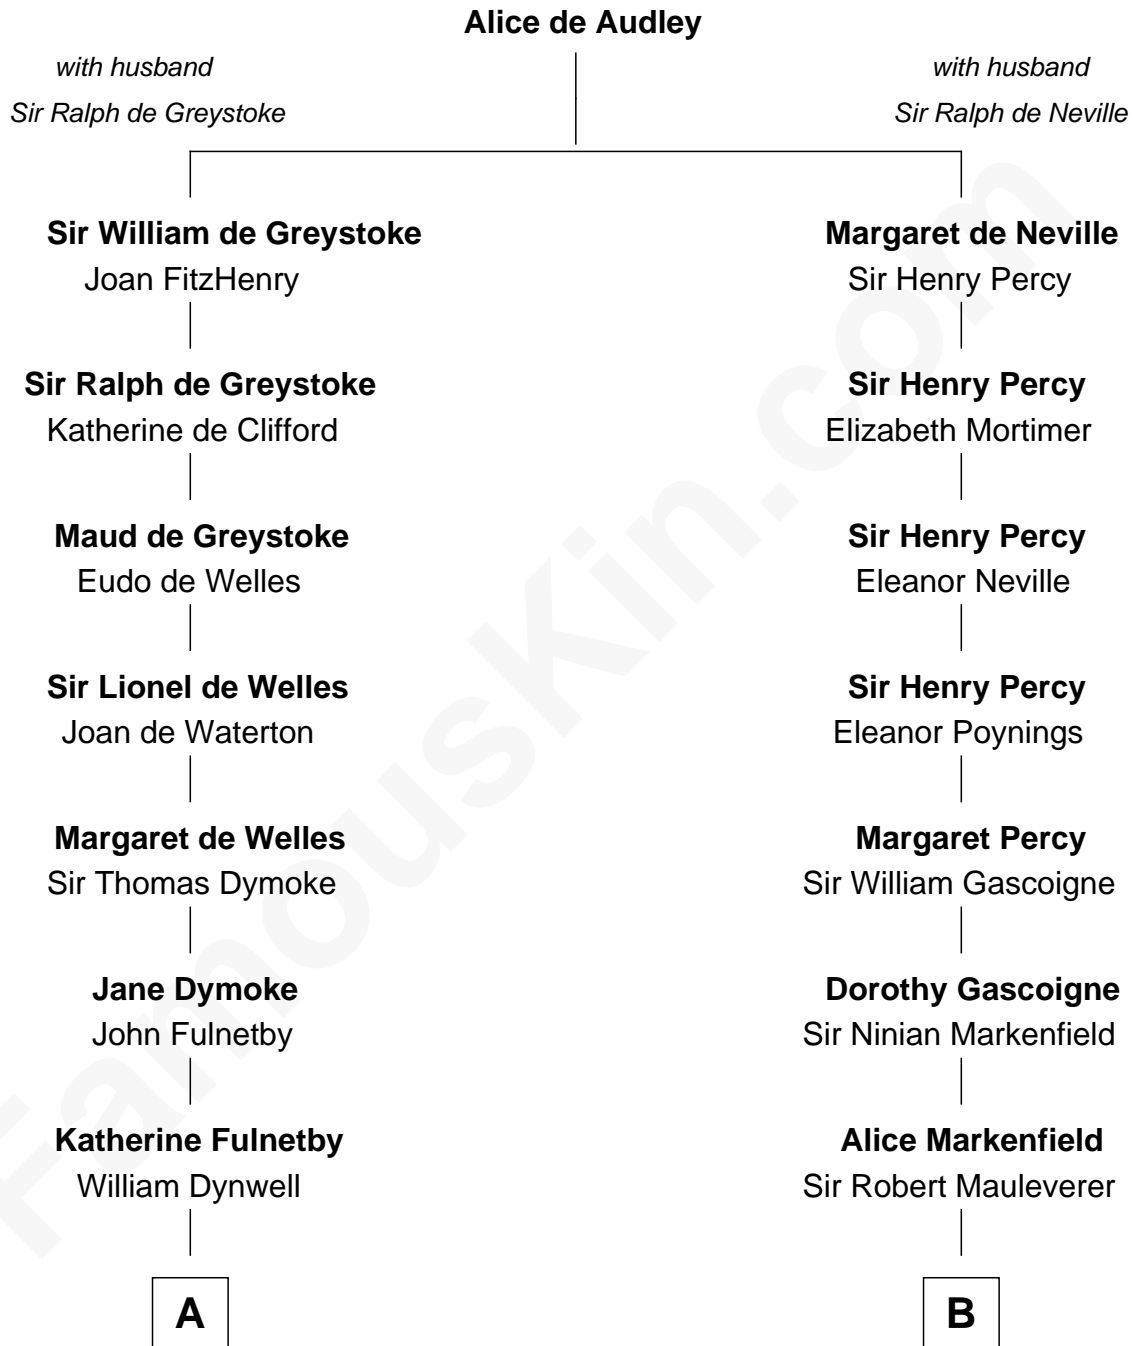 Alice de Audley
with husband
Sir Ralph de Greystoke
with husband
Sir Ralph de Neville
Sir William de Greystoke
Joan FitzHenry
Margaret de Neville
Sir Henry Percy
Sir Ralph de Greystoke
Katherine de Clifford
Sir Henry Percy
Elizabeth Mortimer
Maud de Greystoke
Eudo de Welles
Sir Henry Percy
Eleanor Neville
Sir Lionel de Welles
Joan de Waterton
Sir Henry Percy
Eleanor Poynings
Margaret de Welles
Sir Thomas Dymoke
Margaret Percy
Sir William Gascoigne
Jane Dymoke
John Fulnetby
Dorothy Gascoigne
Sir Ninian Markenfield
Katherine Fulnetby
William Dynwell
Alice Markenfield
Sir Robert Mauleverer
A
B
FamousKin.com